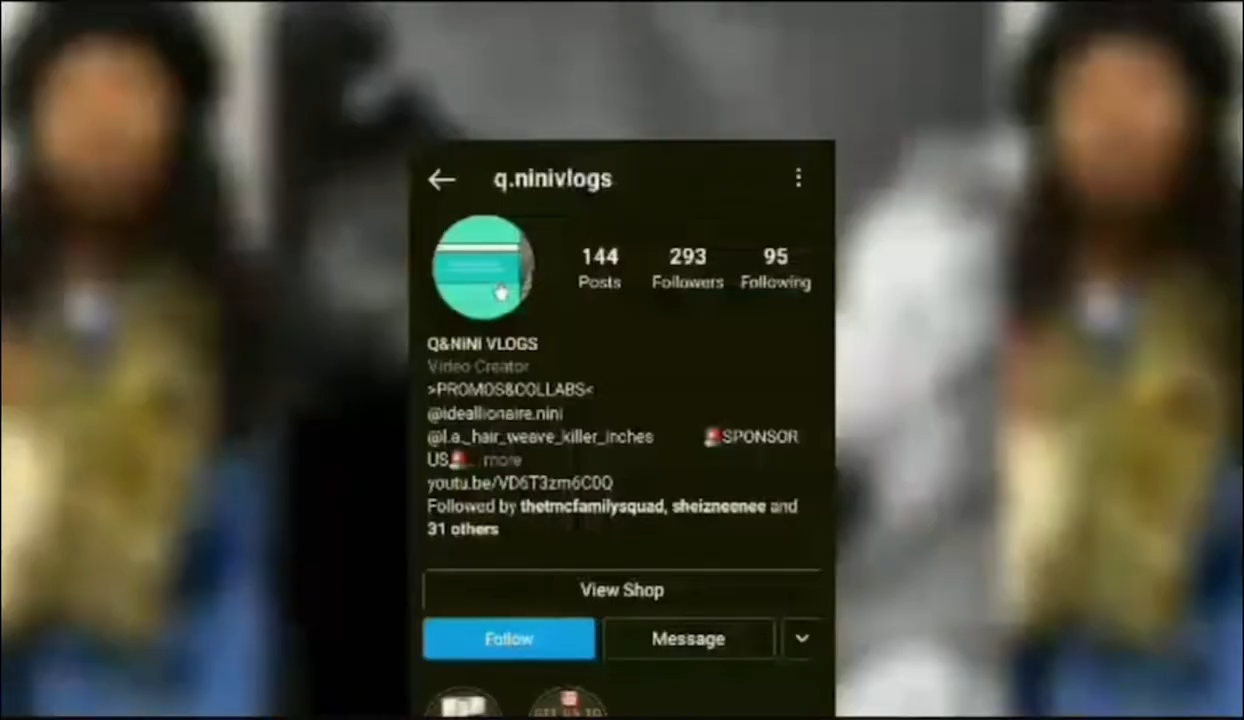 q.ninivlogs
144 293 95
Posts Followers Following
Q&NINI VLOGS
Video Creator
>PROMOS&COLLABS<
@ideallionaire.nini
@l.a._hair_weave_killer_inches 🚨SPONSOR
US🚨... more
youtu.be/VD6T3zm6C0Q
Followed by thetmcfamilysquad, sheizneenee and
31 others
View Shop
Follow Message